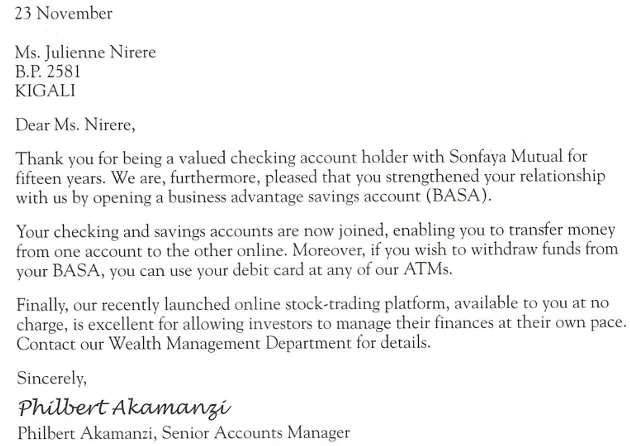 23 November
Ms. Julienne Nirere
B.P. 2581
KIGALI
Dear Ms. Nirere,
Thank you for being a valued checking account holder with Sonfaya Mutual for
fifteen years. We are, furthermore, pleased that you strengthened your relationship
with us by opening a business advantage savings account (BASA).
Your checking and savings accounts are now joined, enabling you to transfer money
from one account to the other online. Moreover, if you wish to withdraw funds from
your BASA, you can use your debit card at any of our ATMs.
Finally, our recently launched online stock-trading platform, available to you at no
charge, is excellent for allowing investors to manage their finances at their own pace.
Contact our Wealth Management Department for details.
Sincerely,
Philbert Akamanzi
Philbert Akamanzi, Senior Accounts Manager